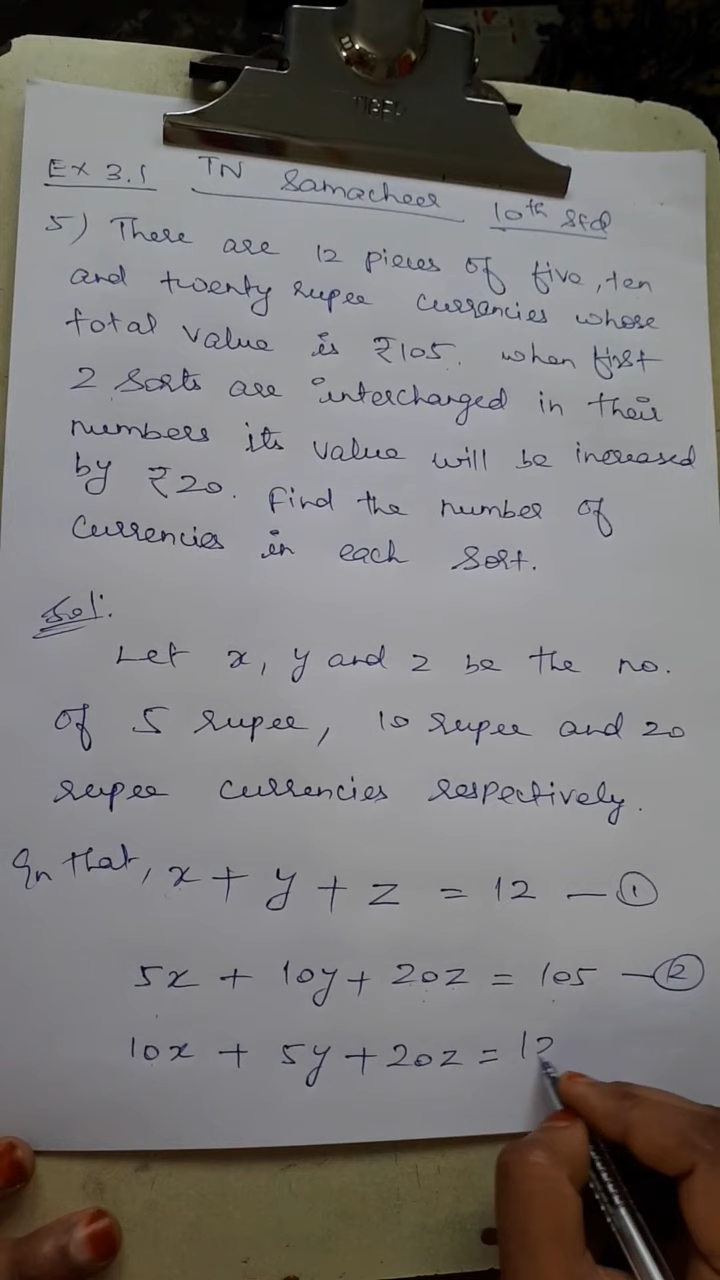 TIGER
Ex 3.1 TN Samacheer 10th Std
5) There are 12 pieces of five, ten
and twenty rupee currencies whose
total value is ₹105. when first
2 sorts are interchanged in their
numbers its value will be increased
by ₹20. Find the number of
currencies in each sort.
Sol:
Let x, y and z be the no.
of 5 rupee, 10 rupee and 20
rupee currencies respectively.
Gn that, x + y + z = 12 — ①
5x + 10y + 20z = 105 — ②
10x + 5y + 20z = 12